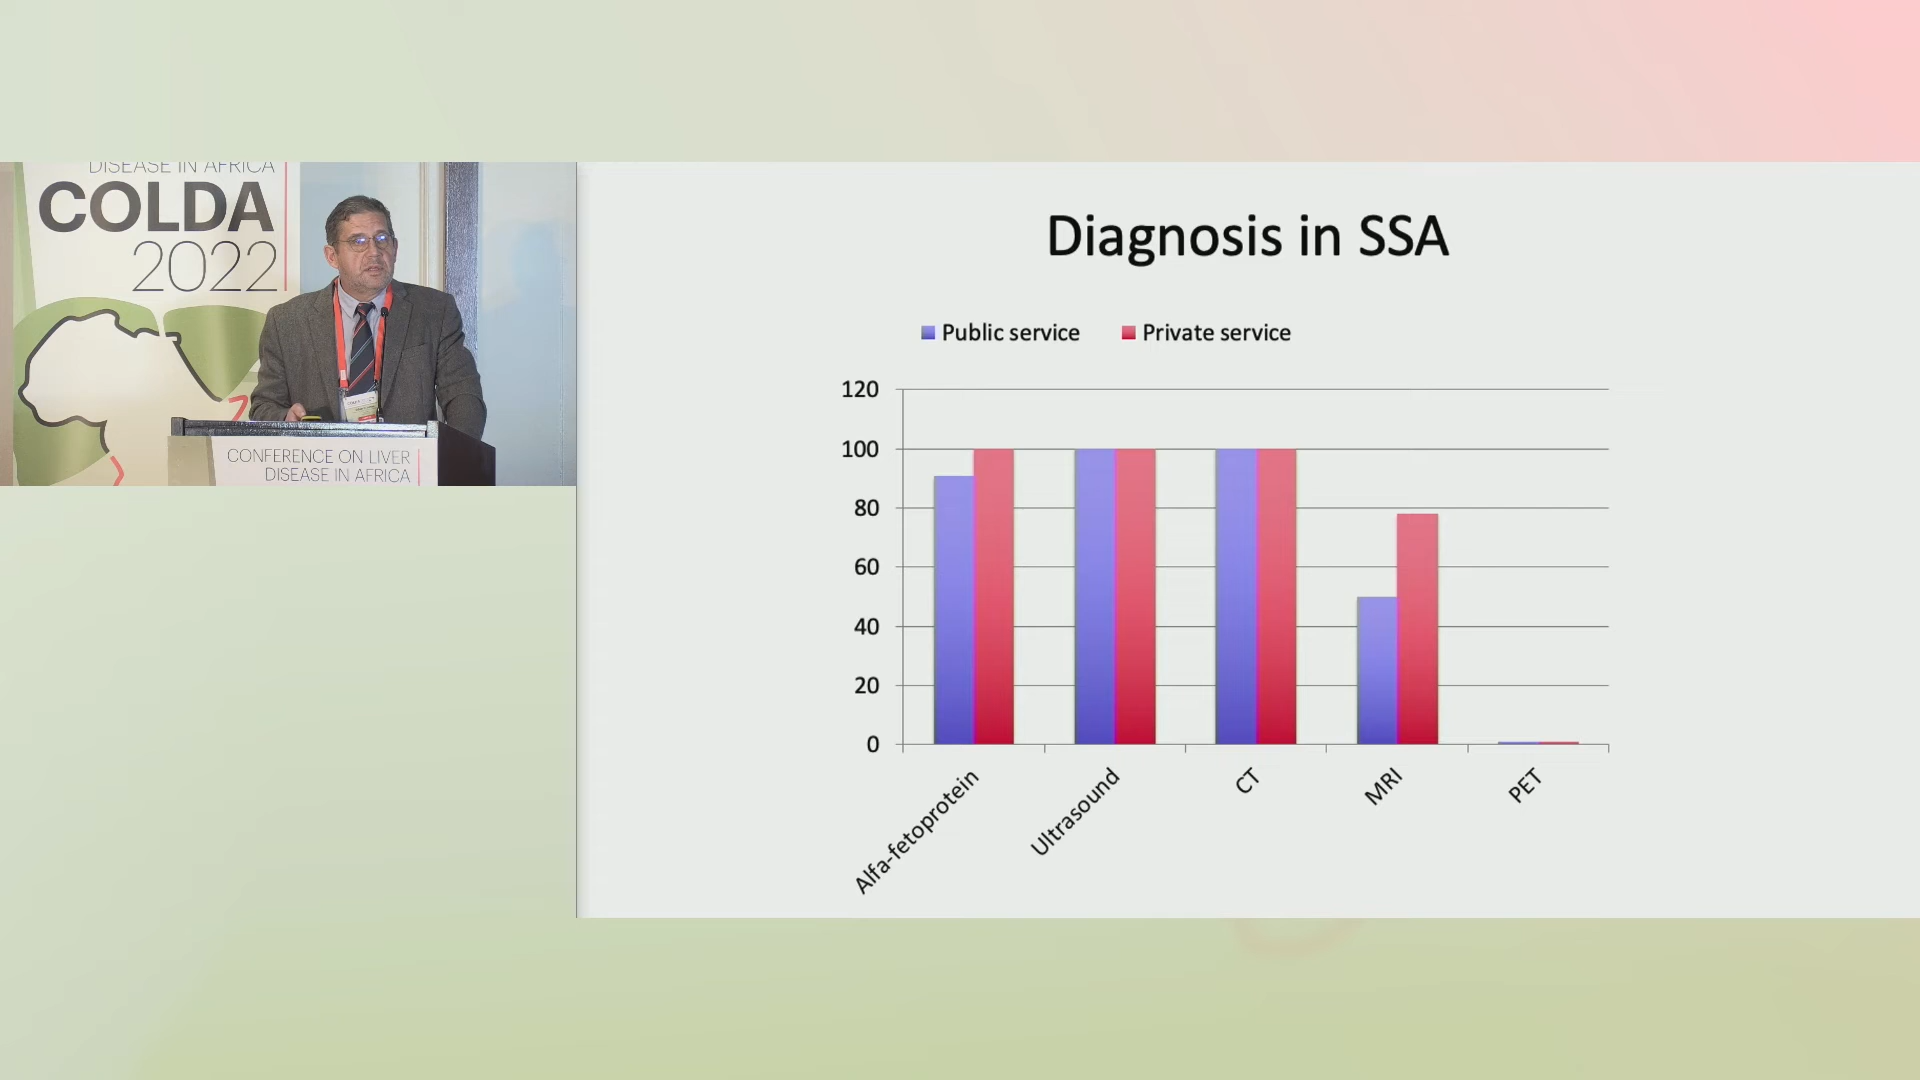 DISEASE IN AFRICA
COLDA
2022
CONFERENCE ON LIVER
DISEASE IN AFRICA
Diagnosis in SSA
Public service
Private service
120
100
80
60
40
20
0
Alfa-fetoprotein
Ultrasound
CT
MRI
PET